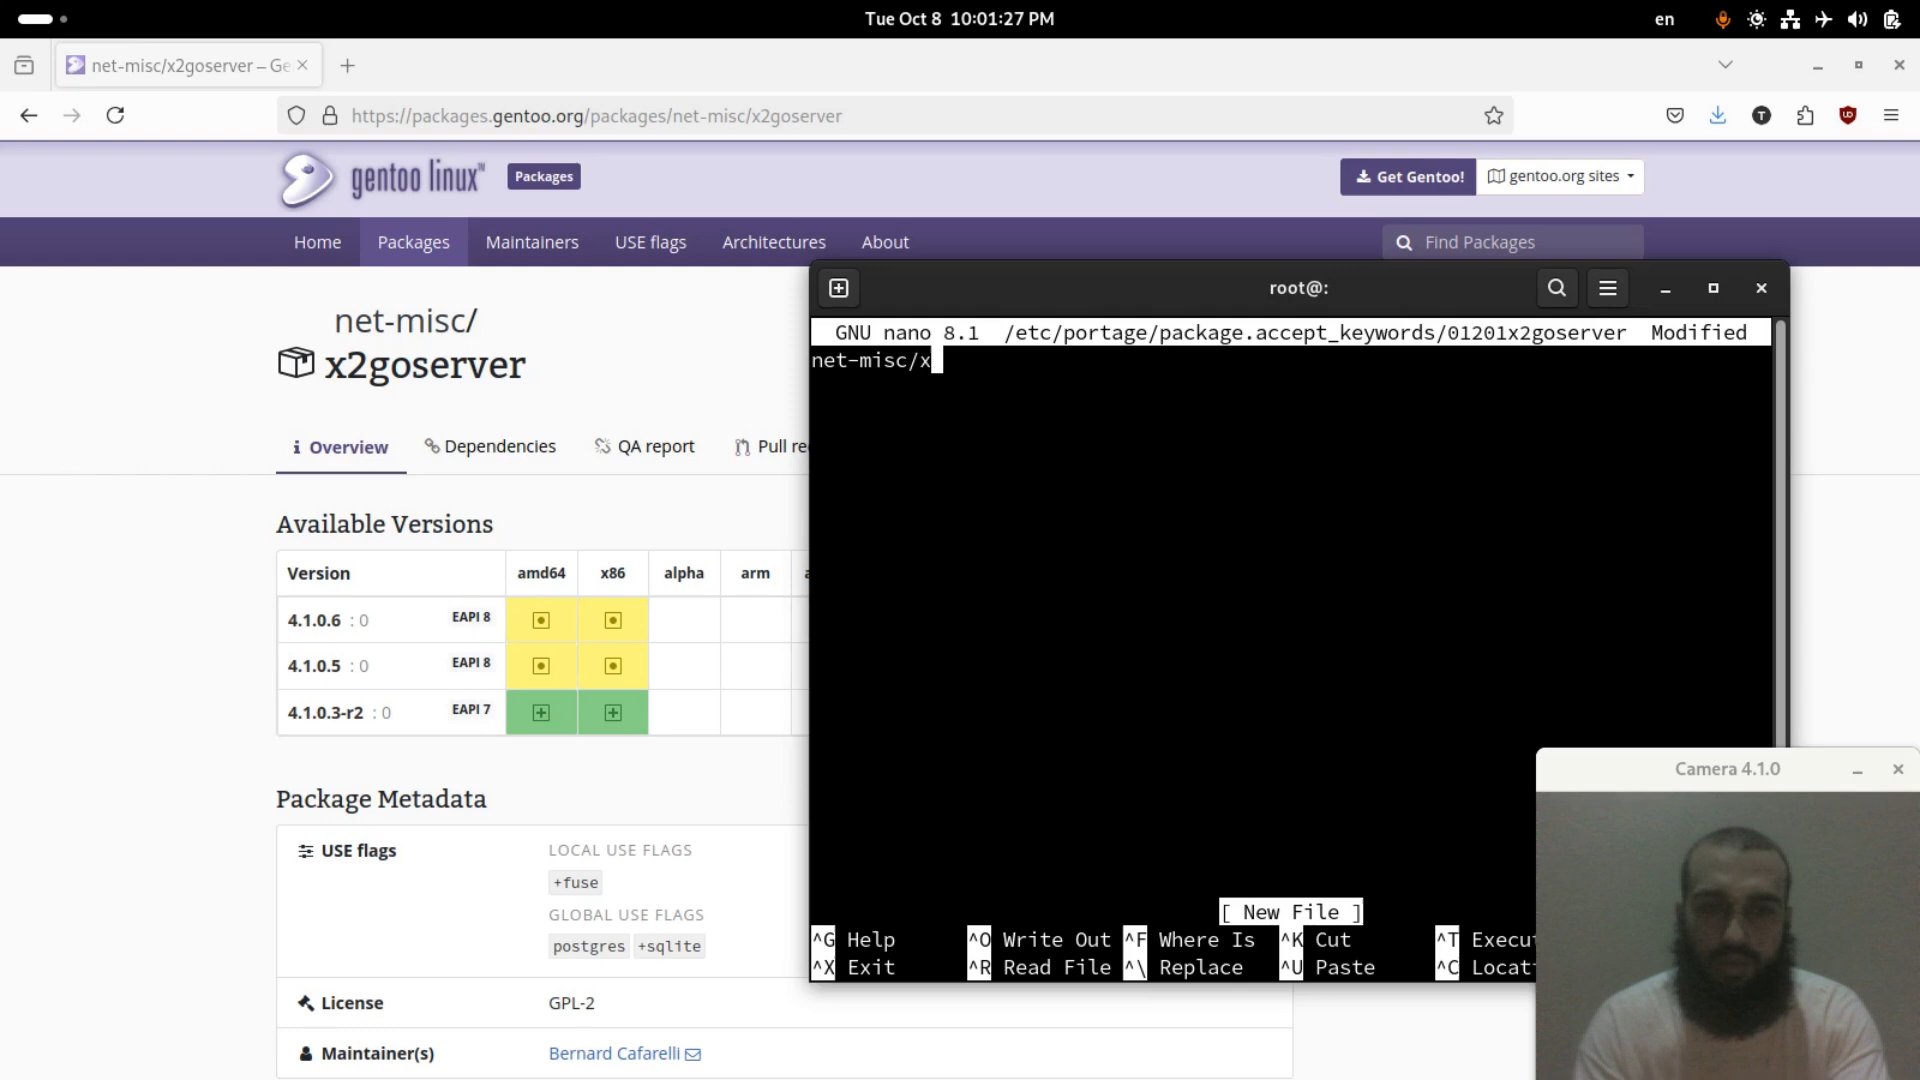 Tue Oct 8 10:01:27 PM
en
net-misc/x2goserver – Ge
https://packages.gentoo.org/packages/net-misc/x2goserver
gentoo linux™
Packages
Get Gentoo!
gentoo.org sites
Home
Packages
Maintainers
USE flags
Architectures
About
Find Packages
net-misc/
x2goserver
Overview
Dependencies
QA report
Pull re
Available Versions
Version amd64 x86 alpha arm a
4.1.0.6 : 0 EAPI 8
4.1.0.5 : 0 EAPI 8
4.1.0.3-r2 : 0 EAPI 7
Package Metadata
USE flags
LOCAL USE FLAGS
+fuse
GLOBAL USE FLAGS
postgres +sqlite
License GPL-2
Maintainer(s) Bernard Cafarelli
root@:
GNU nano 8.1 /etc/portage/package.accept_keywords/01201x2goserver Modified
net-misc/x
[ New File ]
^G Help ^O Write Out ^F Where Is ^K Cut ^T Execu
^X Exit ^R Read File ^\ Replace ^U Paste ^C Locat
Camera 4.1.0